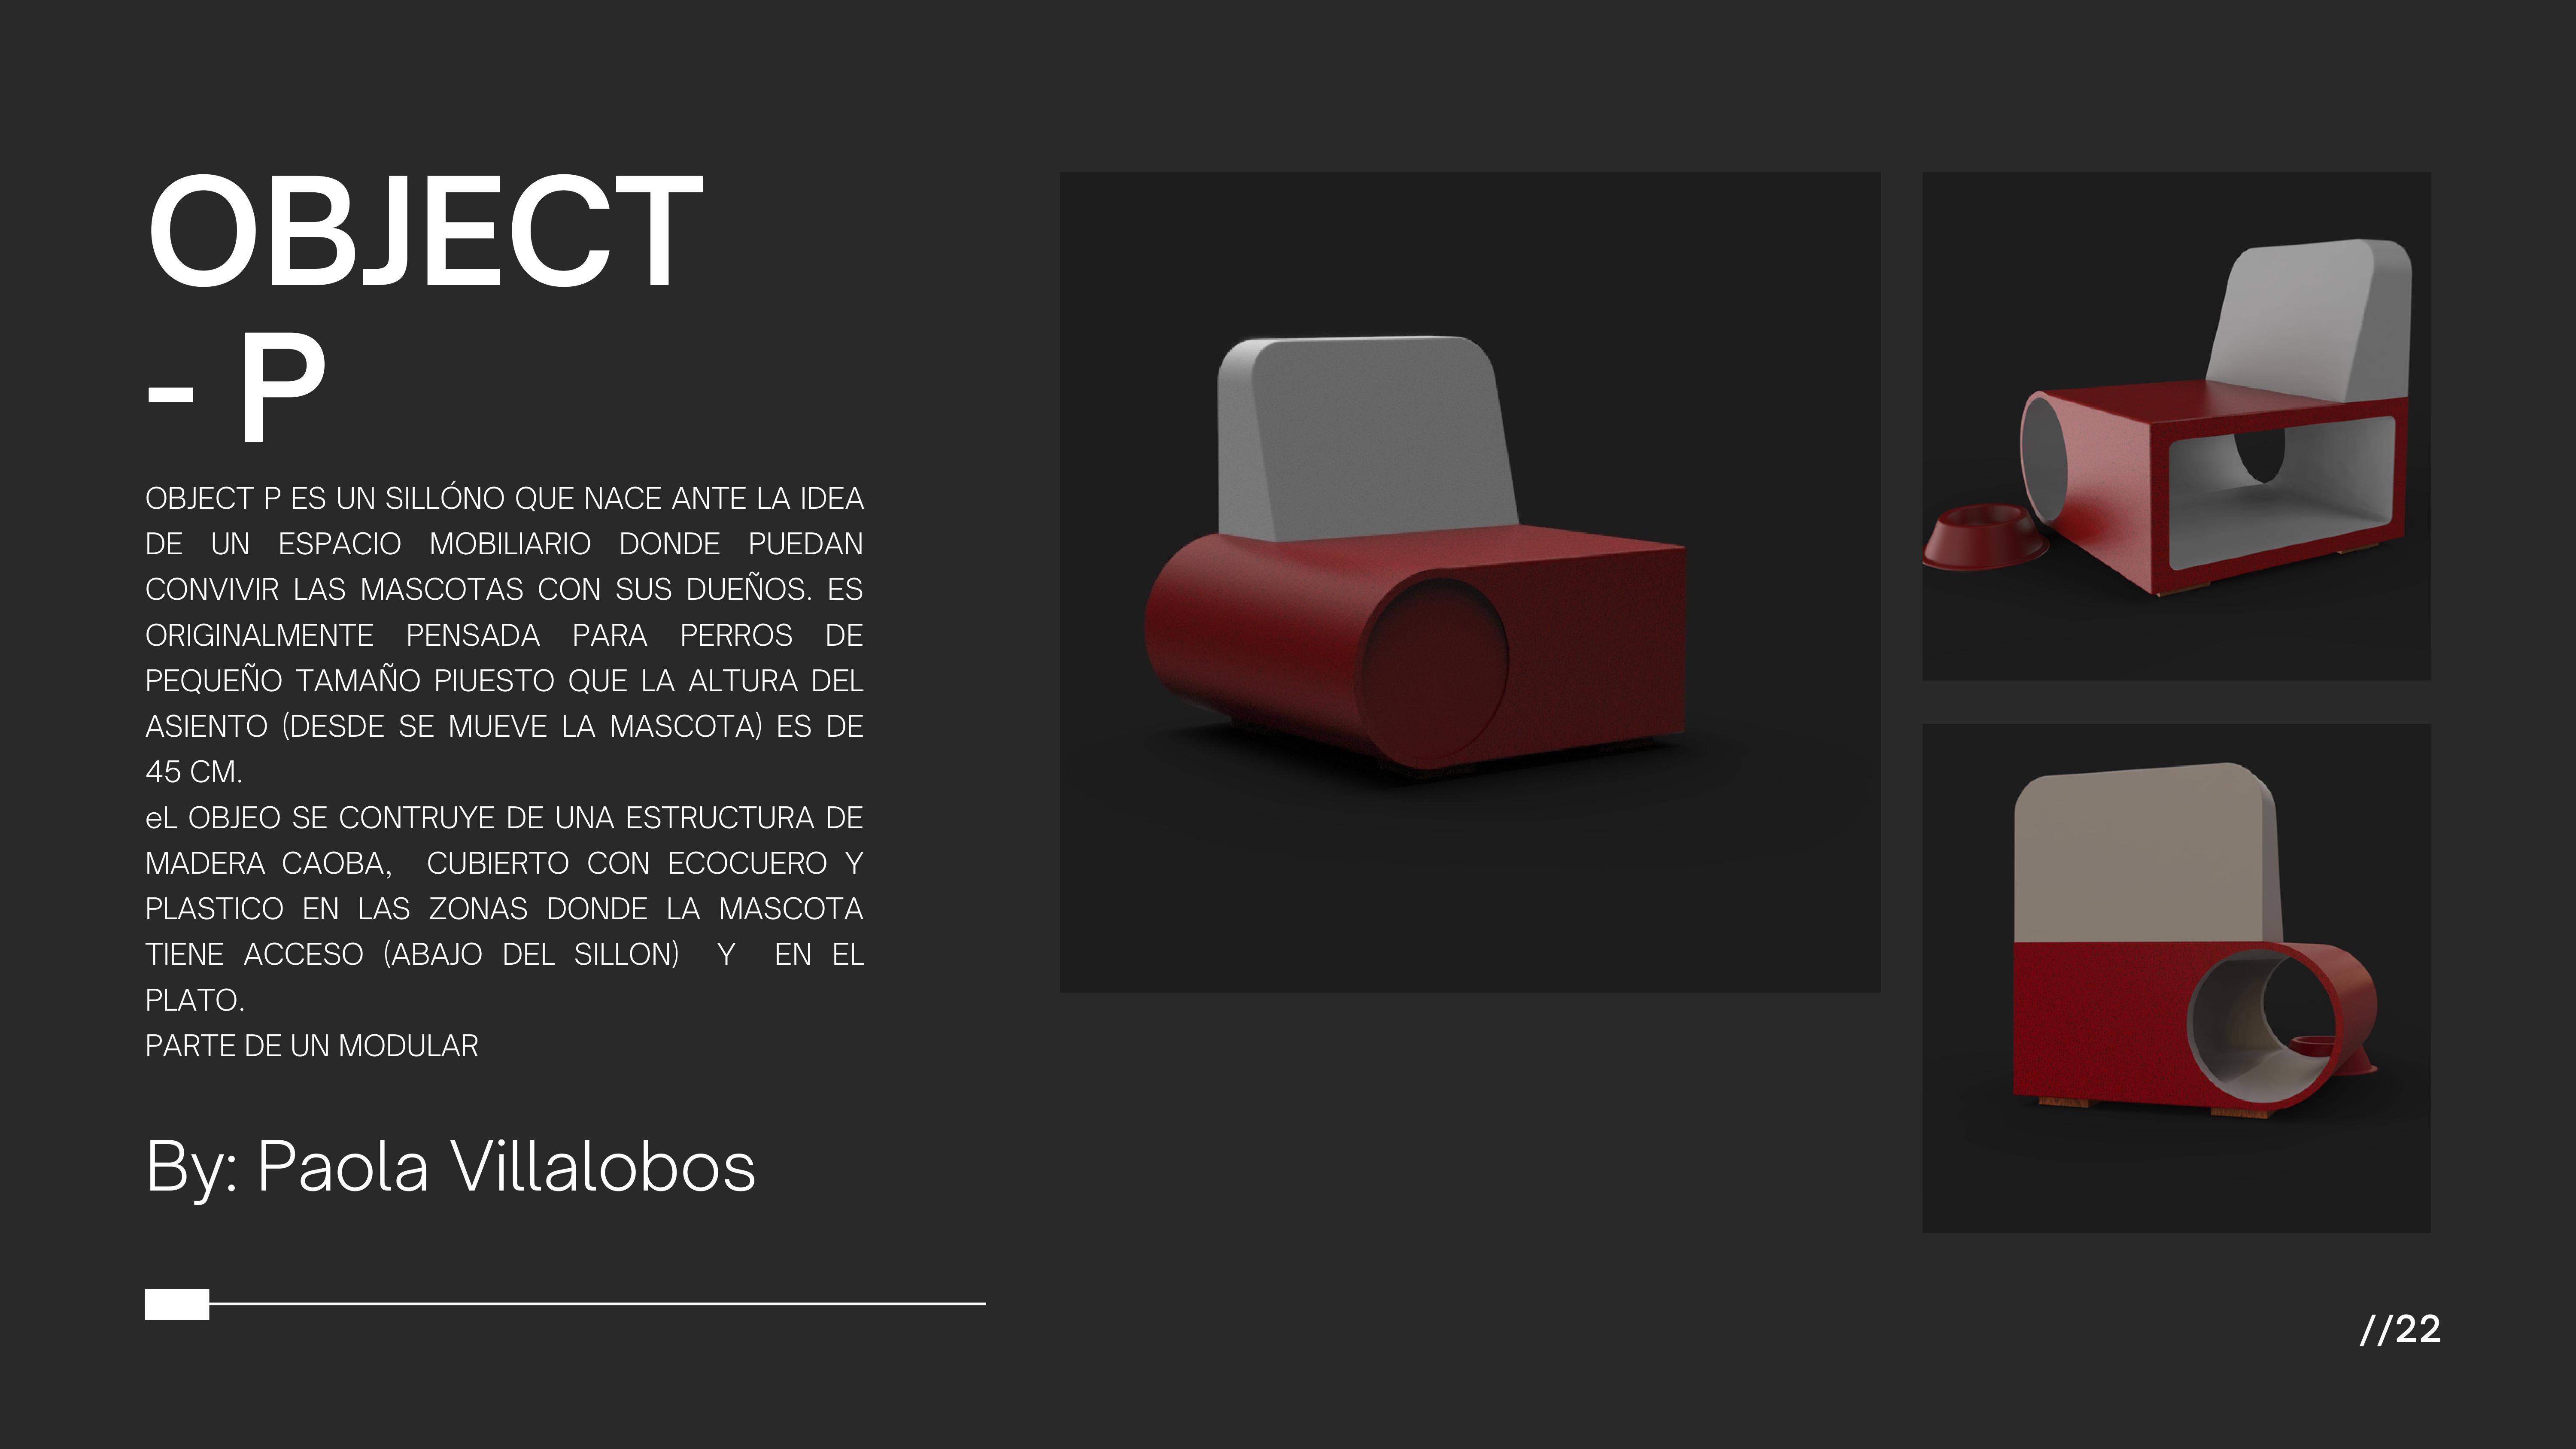 OBJECT
- P
OBJECT P ES UN SILLÓNO QUE NACE ANTE LA IDEA
DE UN ESPACIO MOBILIARIO DONDE PUEDAN
CONVIVIR LAS MASCOTAS CON SUS DUEÑOS. ES
ORIGINALMENTE PENSADA PARA PERROS DE
PEQUEÑO TAMAÑO PIUESTO QUE LA ALTURA DEL
ASIENTO (DESDE SE MUEVE LA MASCOTA) ES DE
45 CM.
eL OBJEO SE CONTRUYE DE UNA ESTRUCTURA DE
MADERA CAOBA, CUBIERTO CON ECOCUERO Y
PLASTICO EN LAS ZONAS DONDE LA MASCOTA
TIENE ACCESO (ABAJO DEL SILLON) Y EN EL
PLATO.
PARTE DE UN MODULAR
By: Paola Villalobos
//22